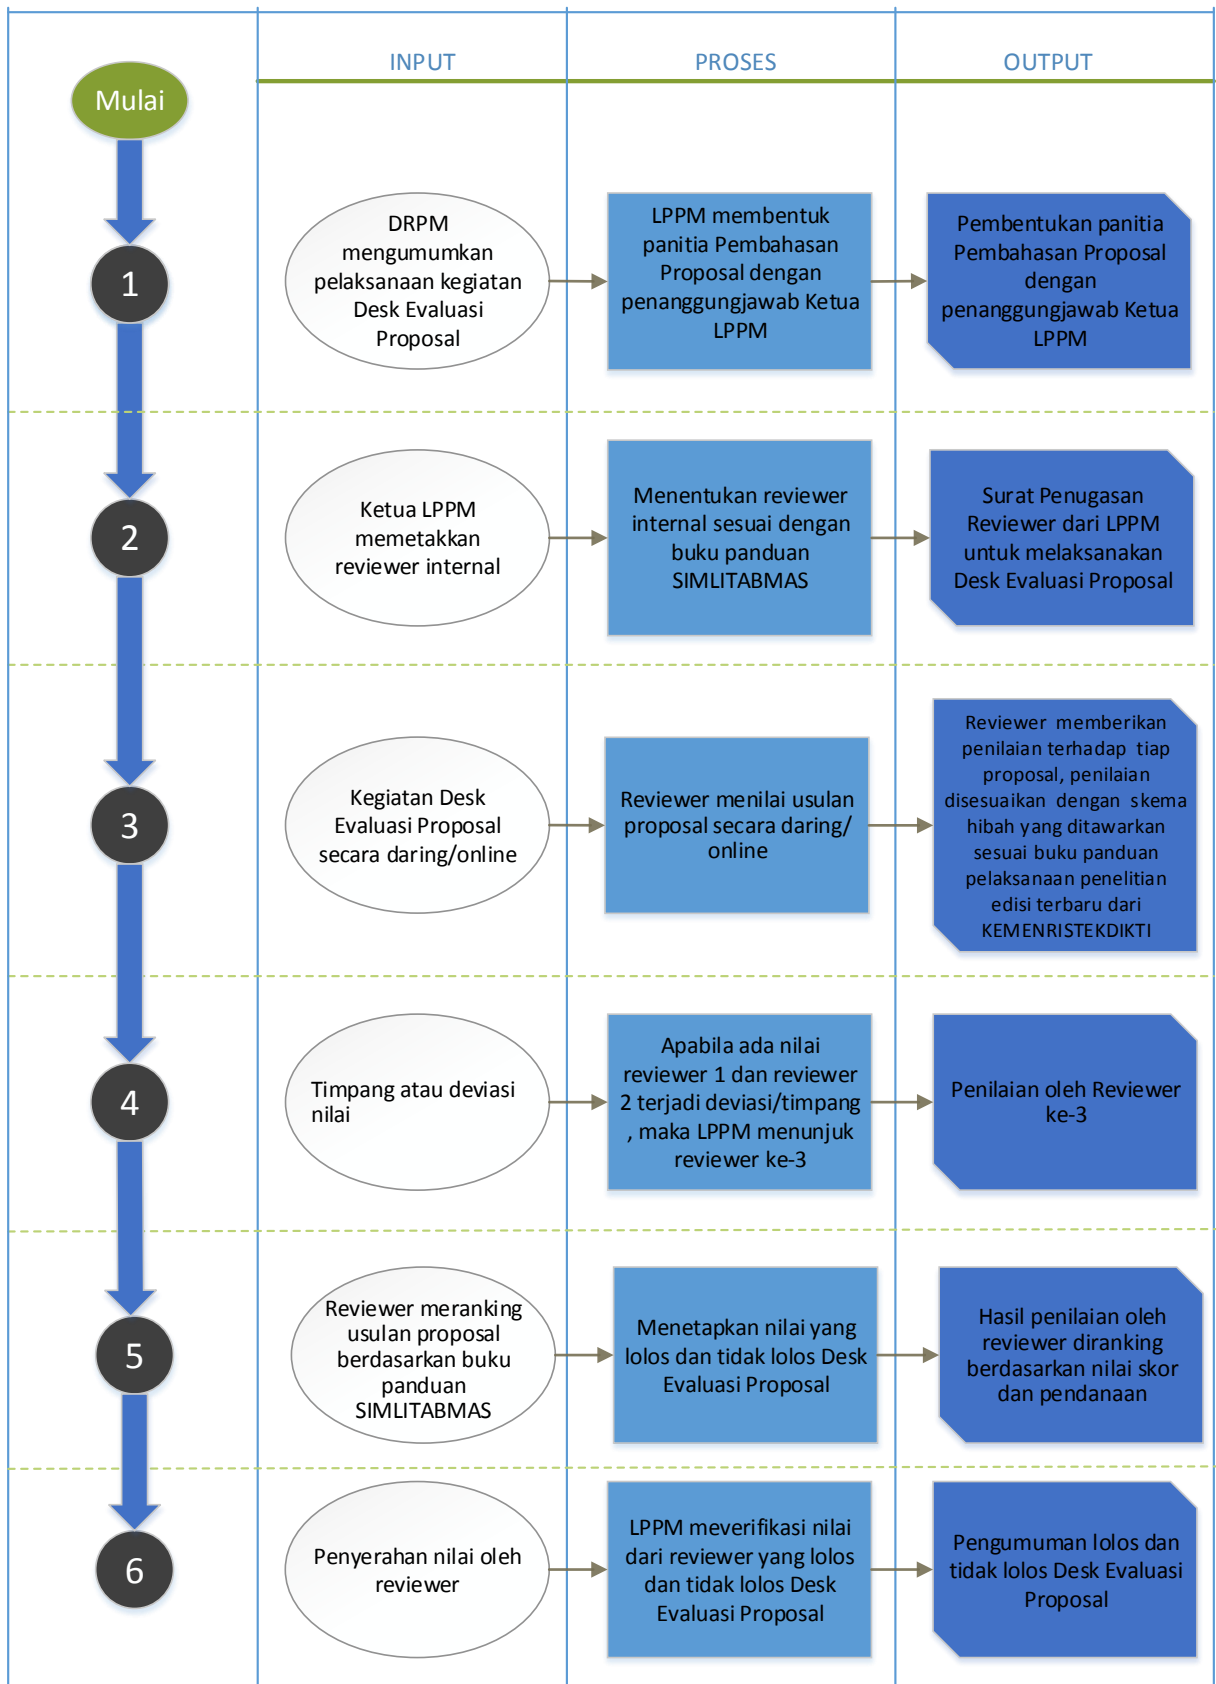 INPUT
PROSES
OUTPUT
Mulai
1
DRPM
mengumumkan
pelaksanaan kegiatan
Desk Evaluasi
Proposal
LPPM membentuk
panitia Pembahasan
Proposal dengan
penanggungjawab Ketua
LPPM
Pembentukan panitia
Pembahasan Proposal
dengan
penanggungjawab Ketua
LPPM
2
Ketua LPPM
memetakkan
reviewer internal
Menentukan reviewer
internal sesuai dengan
buku panduan
SIMLITABMAS
Surat Penugasan
Reviewer dari LPPM
untuk melaksanakan
Desk Evaluasi Proposal
3
Kegiatan Desk
Evaluasi Proposal
secara daring/online
Reviewer menilai usulan
proposal secara daring/
online
Reviewer memberikan
penilaian terhadap tiap
proposal, penilaian
disesuaikan dengan skema
hibah yang ditawarkan
sesuai buku panduan
pelaksanaan penelitian
edisi terbaru dari
KEMENRISTEKDIKTI
4
Timpang atau deviasi
nilai
Apabila ada nilai
reviewer 1 dan reviewer
2 terjadi deviasi/timpang
, maka LPPM menunjuk
reviewer ke-3
Penilaian oleh Reviewer
ke-3
5
Reviewer meranking
usulan proposal
berdasarkan buku
panduan
SIMLITABMAS
Menetapkan nilai yang
lolos dan tidak lolos Desk
Evaluasi Proposal
Hasil penilaian oleh
reviewer diranking
berdasarkan nilai skor
dan pendanaan
6
Penyerahan nilai oleh
reviewer
LPPM meverifikasi nilai
dari reviewer yang lolos
dan tidak lolos Desk
Evaluasi Proposal
Pengumuman lolos dan
tidak lolos Desk Evaluasi
Proposal